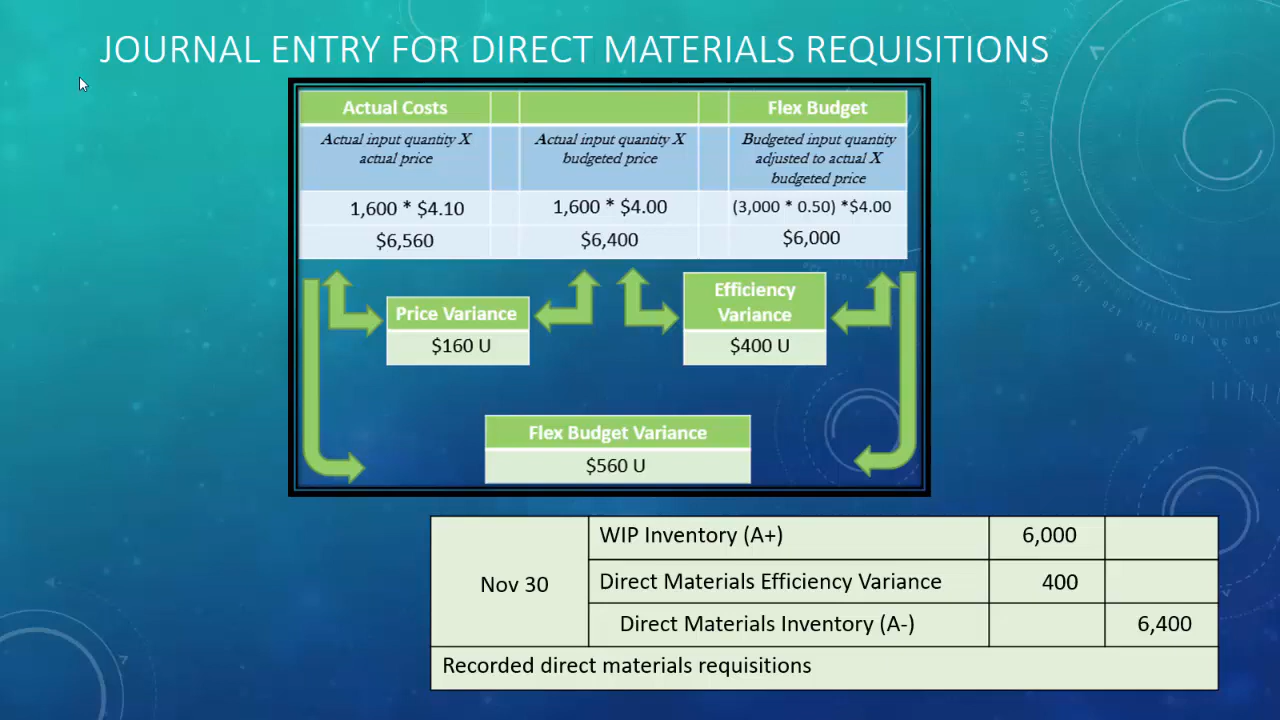 JOURNAL ENTRY FOR DIRECT MATERIALS REQUISITIONS
Actual Costs
Flex Budget
Actual input quantity X
actual price
Actual input quantity X
budgeted price
Budgeted input quantity
adjusted to actual X
budgeted price
1,600 * $4.10
1,600 * $4.00
(3,000 * 0.50) *$4.00
$6,560
$6,400
$6,000
Price Variance
$160 U
Efficiency
Variance
$400 U
Flex Budget Variance
$560 U
Nov 30
WIP Inventory (A+)
6,000
Direct Materials Efficiency Variance
400
Direct Materials Inventory (A-)
6,400
Recorded direct materials requisitions